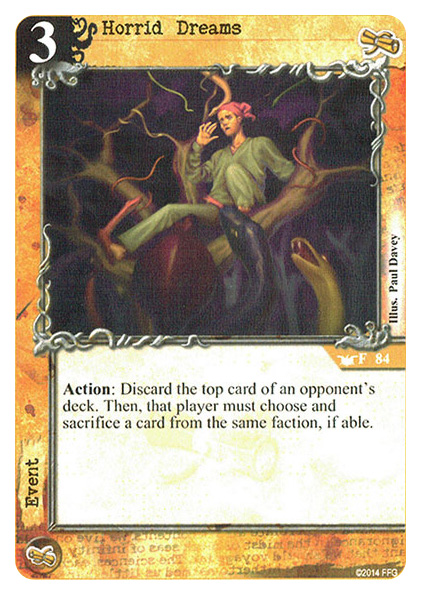 3
Horrid Dreams
Illus. Paul Davey
F 84
Action: Discard the top card of an opponent's
deck. Then, that player must choose and
sacrifice a card from the same faction, if able.
Event
©2014 FFG